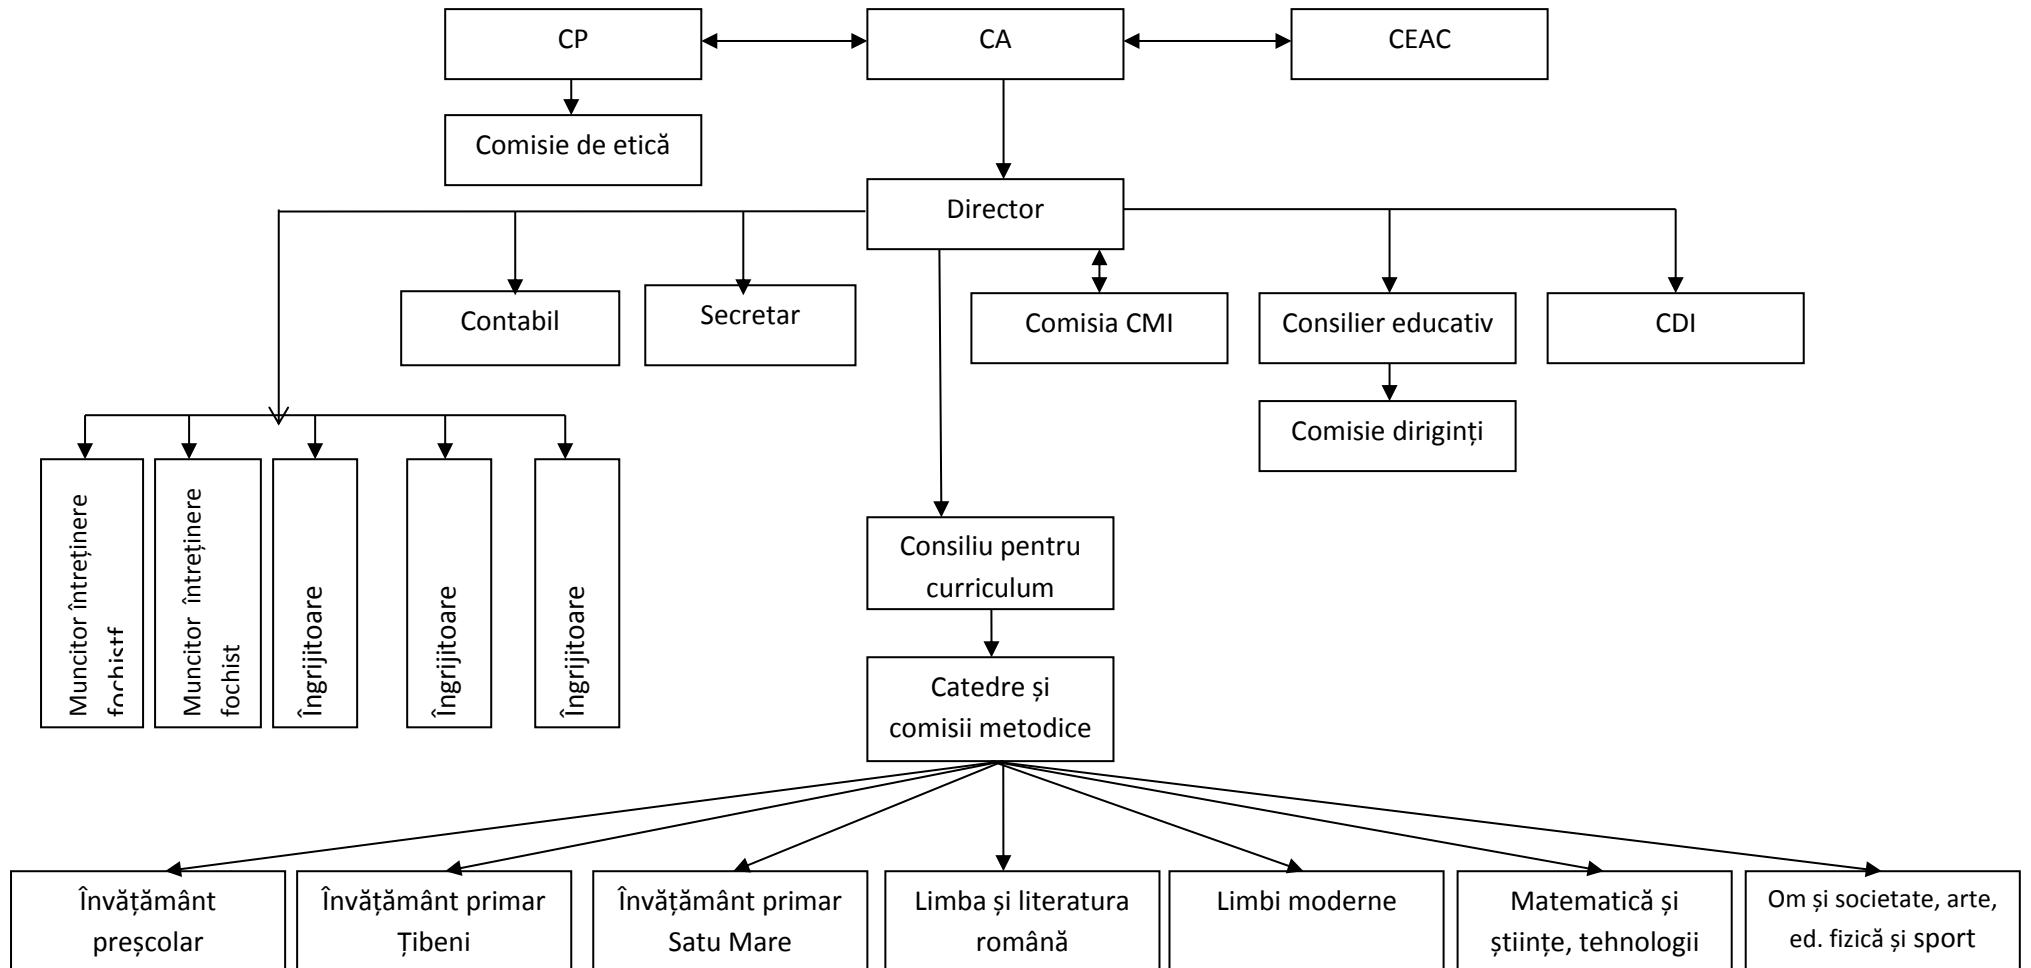 CP
CA
CEAC
Comisie de etică
Director
Contabil
Secretar
Comisia CMI
Consilier educativ
CDI
Comisie diriginți
Muncitor întreținere
fochistf
Muncitor întreținere
fochist
Îngrijitoare
Îngrijitoare
Îngrijitoare
Consiliu pentru
curriculum
Catedre și
comisii metodice
Învățământ
preșcolar
Învățământ primar
Țibeni
Învățământ primar
Satu Mare
Limba și literatura
română
Limbi moderne
Matematică și
științe, tehnologii
Om și societate, arte,
ed. fizică și sport